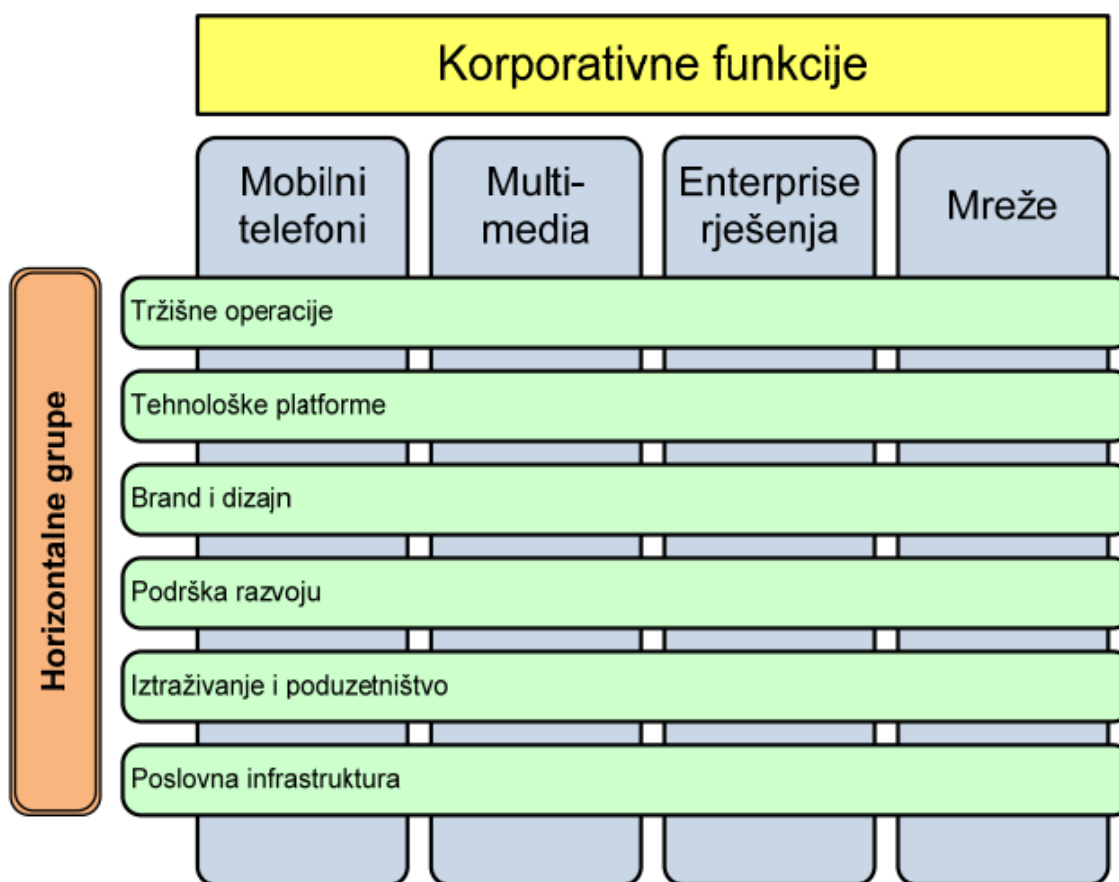 Korporativne funkcije
Mobilni
telefoni
Multi-
media
Enterprise
rješenja
Mreže
Horizontalne grupe
Tržišne operacije
Tehnološke platforme
Brand i dizajn
Podrška razvoju
Iztraživanje i poduzetništvo
Poslovna infrastruktura